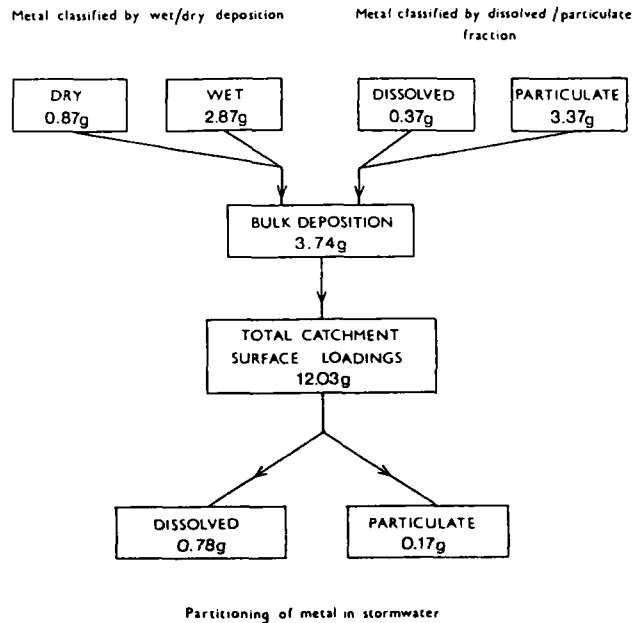 Metal classified by wet/dry deposition
Metal classified by dissolved/particulate
fraction
DRY
0.87g
WET
2.87g
DISSOLVED
0.37g
PARTICULATE
3.37g
BULK DEPOSITION
3.74g
TOTAL CATCHMENT
SURFACE LOADINGS
12.03g
DISSOLVED
0.78g
PARTICULATE
0.17g
Partitioning of metal in stormwater